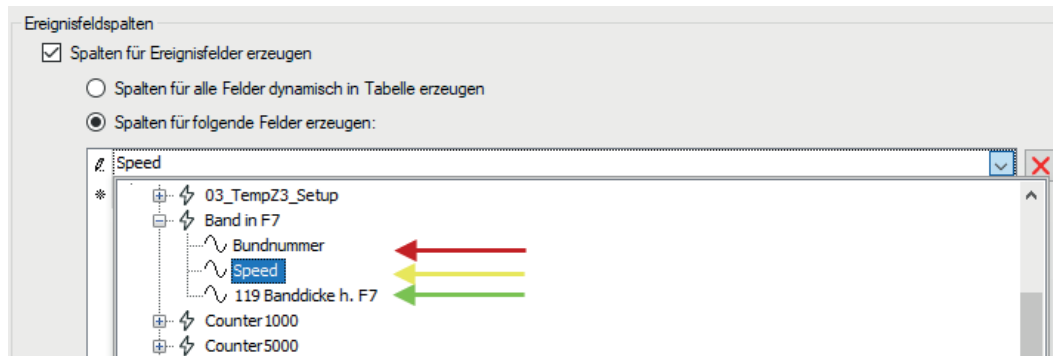 Ereignisfeldspalten
Spalten für Ereignisfelder erzeugen
Spalten für alle Felder dynamisch in Tabelle erzeugen
Spalten für folgende Felder erzeugen:
Speed
03_TempZ3_Setup
Band in F7
Bundnummer
Speed
119 Banddicke h. F7
Counter1000
Counter5000